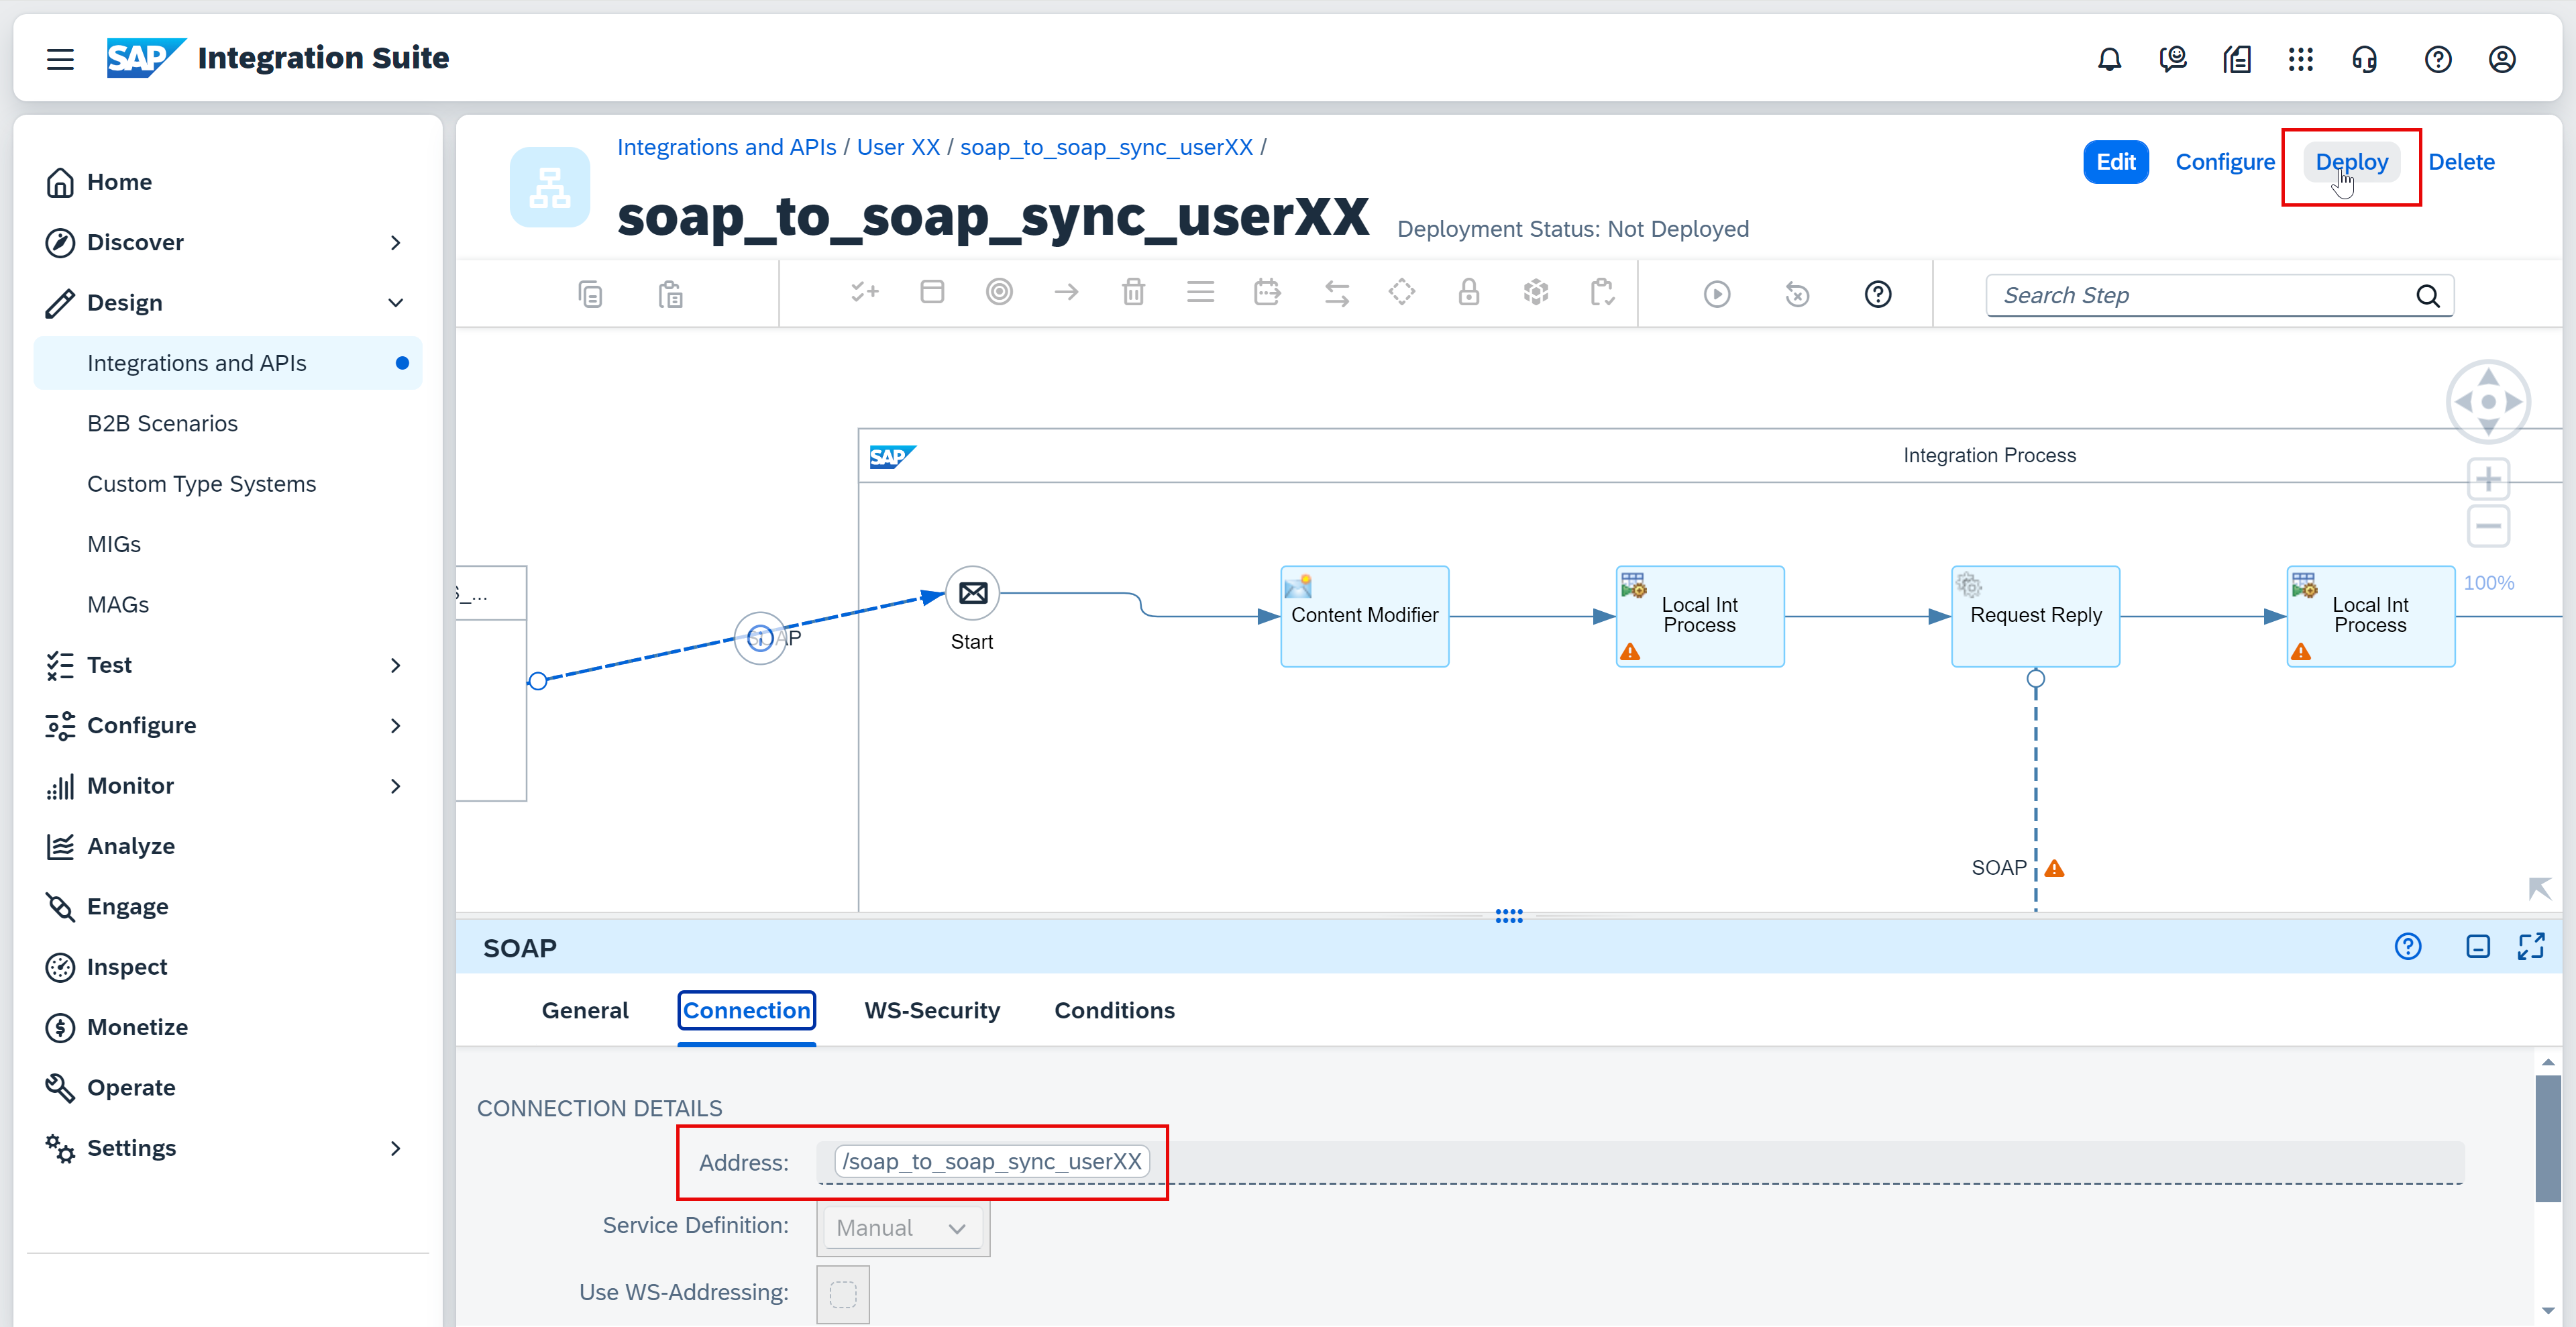 SAP Integration Suite
Home
Discover
Design
Integrations and APIs
B2B Scenarios
Custom Type Systems
MIGs
MAGs
Test
Configure
Monitor
Analyze
Engage
Inspect
Monetize
Operate
Settings
Integrations and APIs / User XX / soap_to_soap_sync_userXX /
Edit Configure Deploy Delete
soap_to_soap_sync_userXX Deployment Status: Not Deployed
Search Step
SAP Integration Process
Start
Content Modifier
Local Int
Process
Request Reply
Local Int
Process
100%
SOAP
SOAP
General Connection WS-Security Conditions
CONNECTION DETAILS
Address: /soap_to_soap_sync_userXX
Service Definition: Manual
Use WS-Addressing: